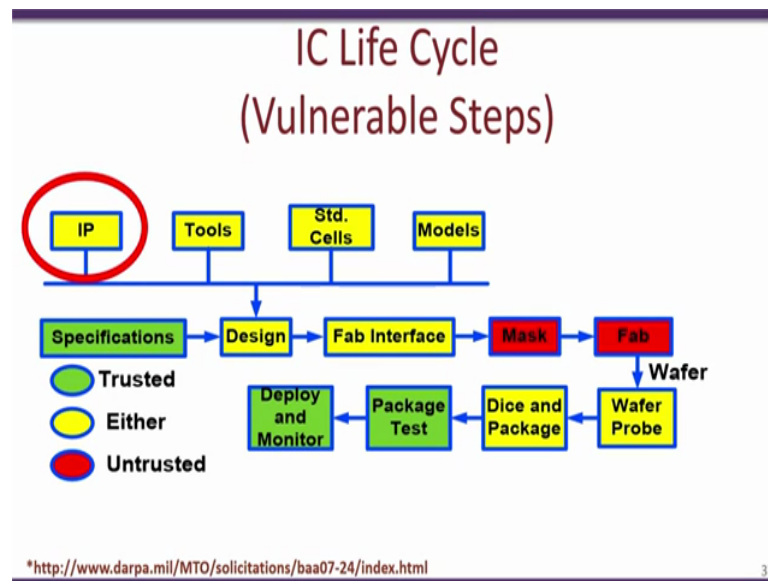 IC Life Cycle
(Vulnerable Steps)
IP
Tools
Std.
Cells
Models
Specifications
Design
Fab Interface
Mask
Fab
Wafer
Trusted
Either
Untrusted
Deploy
and
Monitor
Package
Test
Dice and
Package
Wafer
Probe
*http://www.darpa.mil/MTO/solicitations/baa07-24/index.html
3